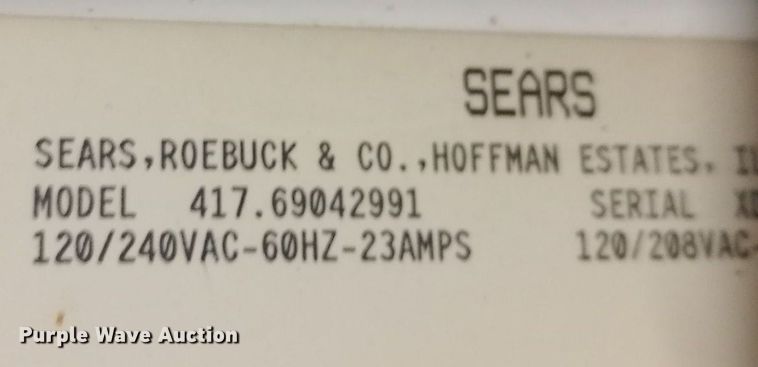 SEARS
SEARS,ROEBUCK & CO.,HOFFMAN ESTATES,
MODEL 417.69042991 SERIAL
120/240VAC-60HZ-23AMPS 120/208VAC-
Purple Wave Auction